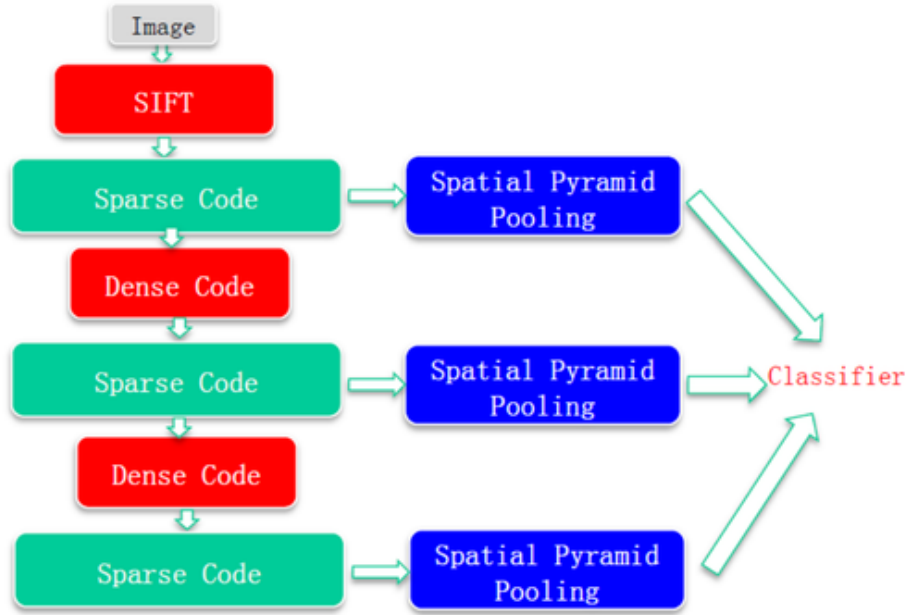 Image
SIFT
Sparse Code
Spatial Pyramid
Pooling
Dense Code
Sparse Code
Spatial Pyramid
Pooling
Classifier
Dense Code
Sparse Code
Spatial Pyramid
Pooling